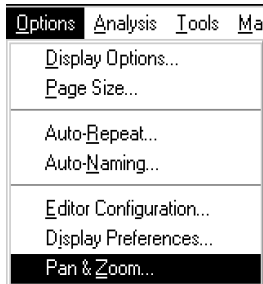 Options Analysis Tools Ma
Display Options...
Page Size...
Auto-Repeat...
Auto-Naming...
Editor Configuration...
Display Preferences...
Pan & Zoom...